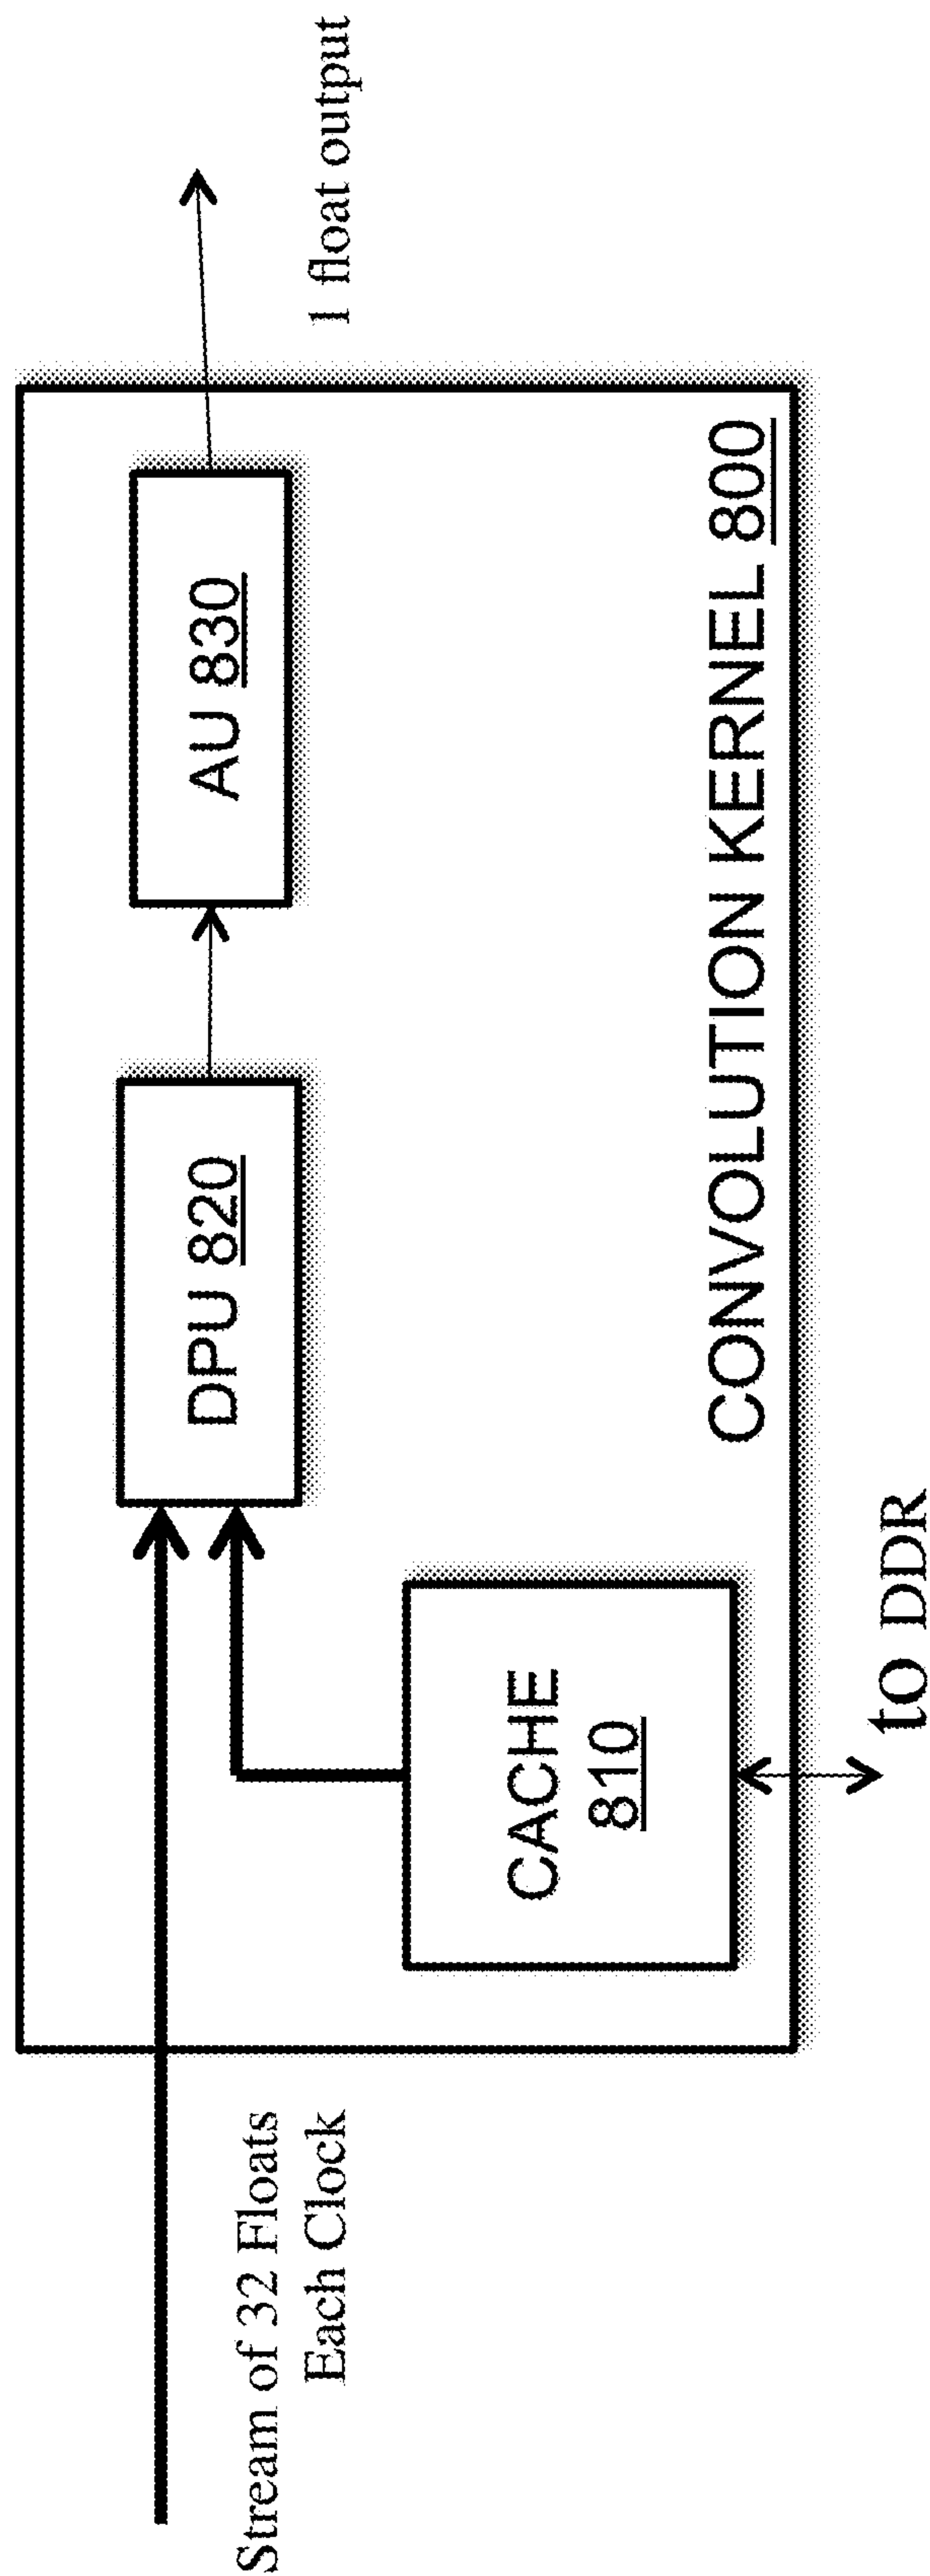 Stream of 32 Floats
Each Clock
DPU 820
AU 830
1 float output
CACHE
810
CONVOLUTION KERNEL 800
to DDR